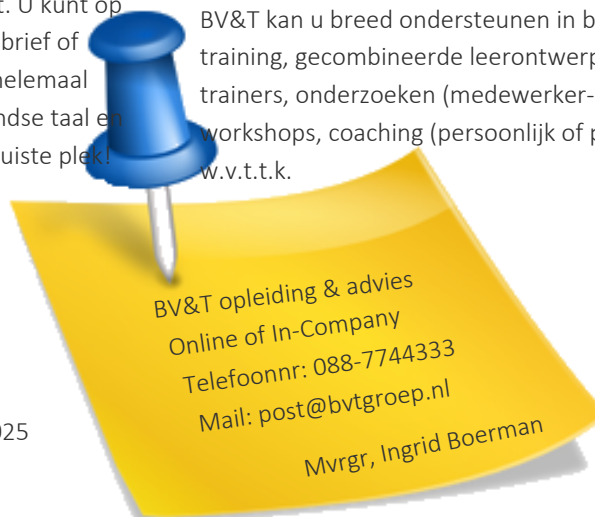 t. U kunt op
brief of
helemaal
ndse taal en
uiste plek!
BV&T kan u breed ondersteunen in b
training, gecombineerde leerontwerp
trainers, onderzoeken (medewerker-
workshops, coaching (persoonlijk of p
w.v.t.t.k.
BV&T opleiding & advies
Online of In-Company
Telefoonnr: 088-7744333
Mail: post@bvtgroep.nl
Mvrgr, Ingrid Boerman
025